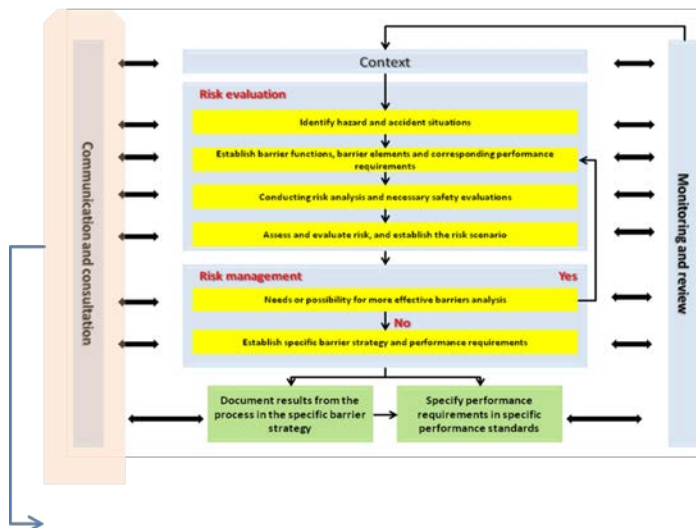 Context
Risk evaluation
Identify hazard and accident situations
Establish barrier functions, barrier elements and corresponding performance
requirements
Conducting risk analysis and necessary safety evaluations
Assess and evaluate risk, and establish the risk scenario
Risk management
Yes
Needs or possibility for more effective barriers analysis
No
Establish specific barrier strategy and performance requirements
Document results from the
process in the specific barrier
strategy
Specify performance
requirements in specific
performance standards
Communication and consultation
Monitoring and review